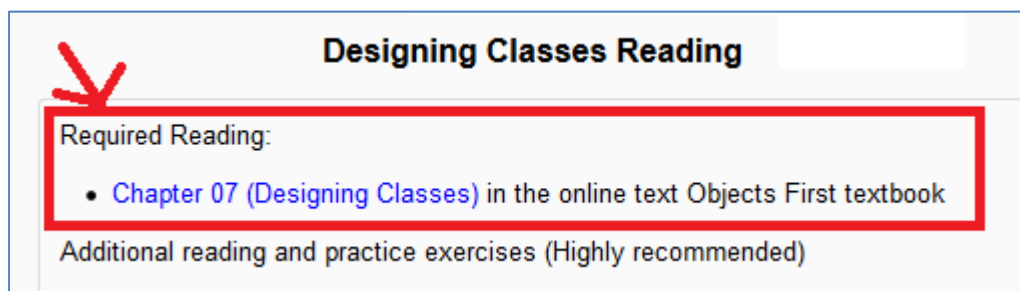 Designing Classes Reading
Required Reading:
• Chapter 07 (Designing Classes) in the online text Objects First textbook
Additional reading and practice exercises (Highly recommended)